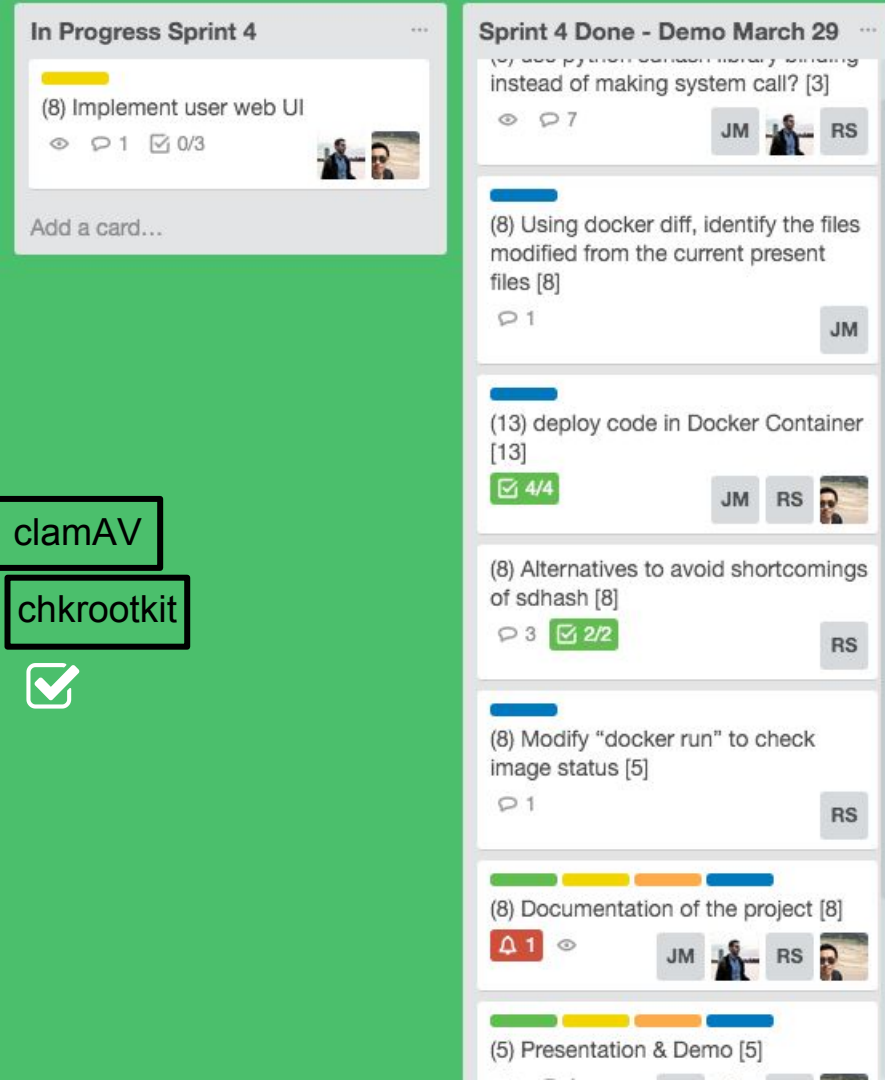 In Progress Sprint 4
(8) Implement user web UI
1 0/3
Add a card…
clamAV
chkrootkit
Sprint 4 Done - Demo March 29
instead of making system call? [3]
7
JM RS
(8) Using docker diff, identify the files
modified from the current present
files [8]
1
JM
(13) deploy code in Docker Container
[13]
4/4
JM RS
(8) Alternatives to avoid shortcomings
of sdhash [8]
3 2/2
RS
(8) Modify “docker run” to check
image status [5]
1
RS
(8) Documentation of the project [8]
1
JM RS
(5) Presentation & Demo [5]